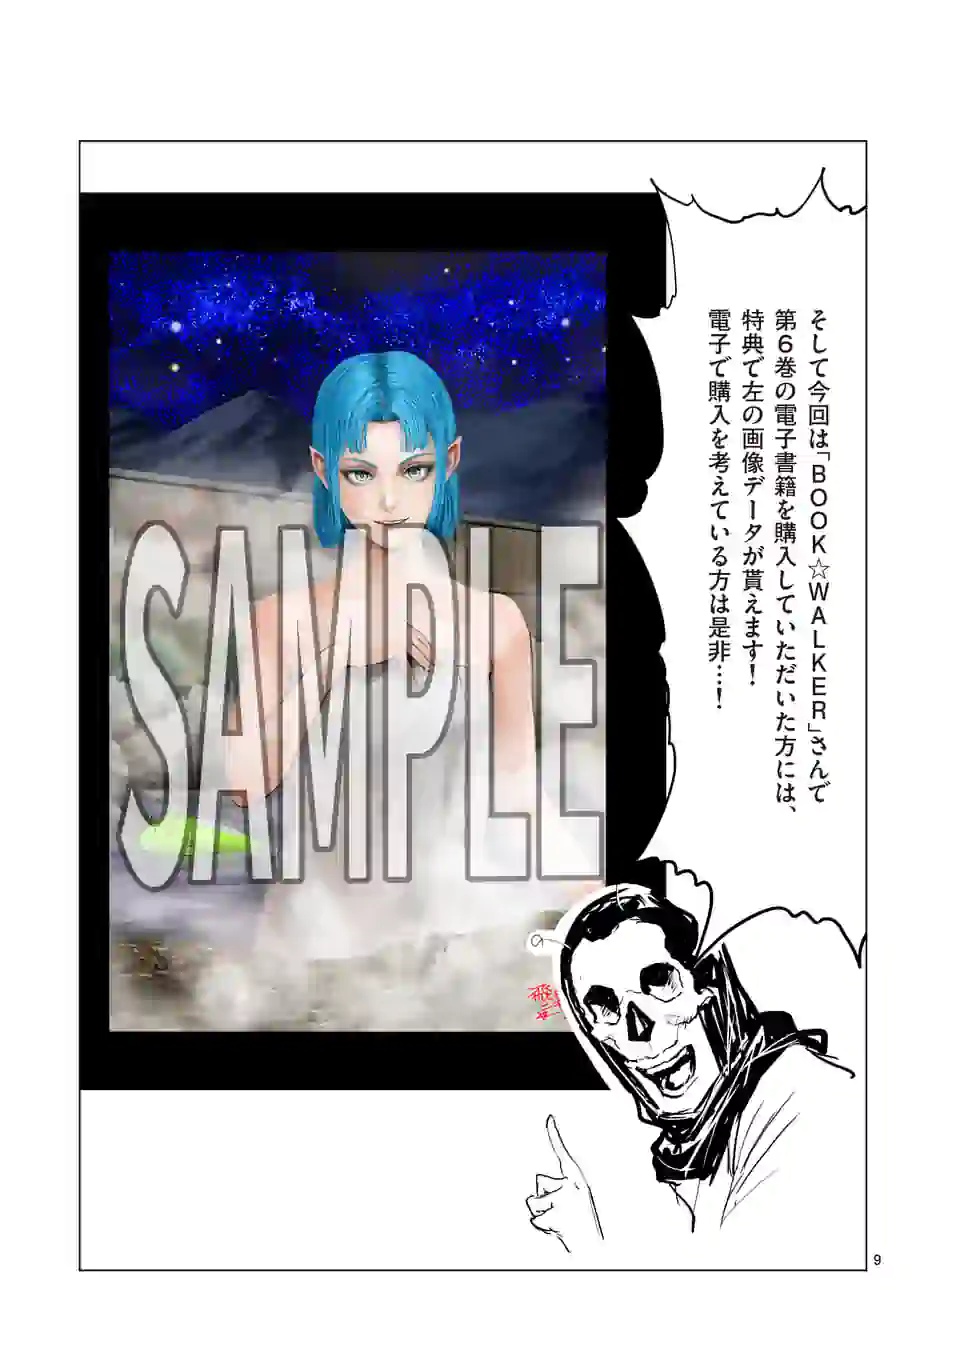 そして今回は「BOOK☆WALKER」さんで
第6巻の電子書籍を購入していただいた方には、
特典で左の画像データが貰えます!
電子で購入を考えている方は是非…!
SAMPLE
9